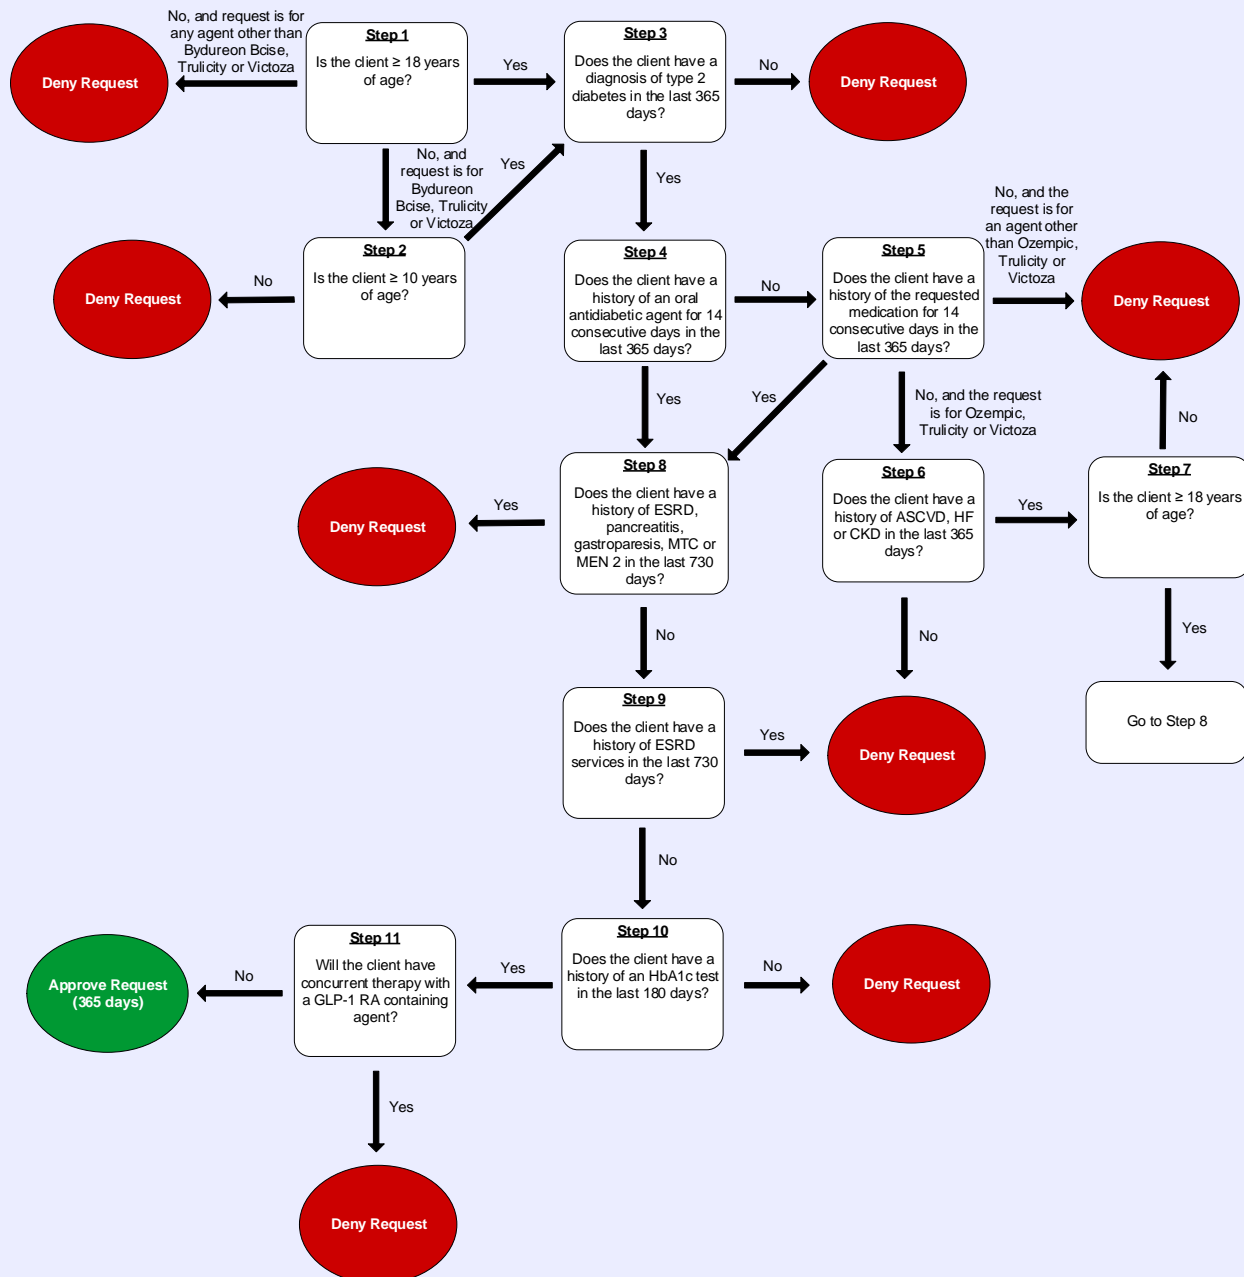 No, and request is for
any agent other than
Bydureon Bcise,
Trulicity or Victoza
Deny Request
Step 1
Is the client ≥ 18 years
of age?
Yes
Step 3
Does the client have a
diagnosis of type 2
diabetes in the last 365
days?
No
Deny Request
No, and
request is for
Bydureon
Bcise, Trulicity
or Victoza
Yes
Yes
No, and the
request is for
an agent other
than Ozempic,
Trulicity or
Victoza
Deny Request
No
Step 2
Is the client ≥ 10 years
of age?
Step 4
Does the client have a
history of an oral
antidiabetic agent for 14
consecutive days in the
last 365 days?
No
Step 5
Does the client have a
history of the requested
medication for 14
consecutive days in the
last 365 days?
Deny Request
Yes
Yes
No, and the request
is for Ozempic,
Trulicity or Victoza
No
Deny Request
Yes
Step 8
Does the client have a
history of ESRD,
pancreatitis,
gastroparesis, MTC or
MEN 2 in the last 730
days?
Step 6
Does the client have a
history of ASCVD, HF
or CKD in the last 365
days?
Yes
Step 7
Is the client ≥ 18 years
of age?
No
No
Yes
Step 9
Does the client have a
history of ESRD
services in the last 730
days?
Yes
Deny Request
Go to Step 8
No
Approve Request
(365 days)
No
Step 11
Will the client have
concurrent therapy with
a GLP-1 RA containing
agent?
Yes
Step 10
Does the client have a
history of an HbA1c test
in the last 180 days?
No
Deny Request
Yes
Deny Request